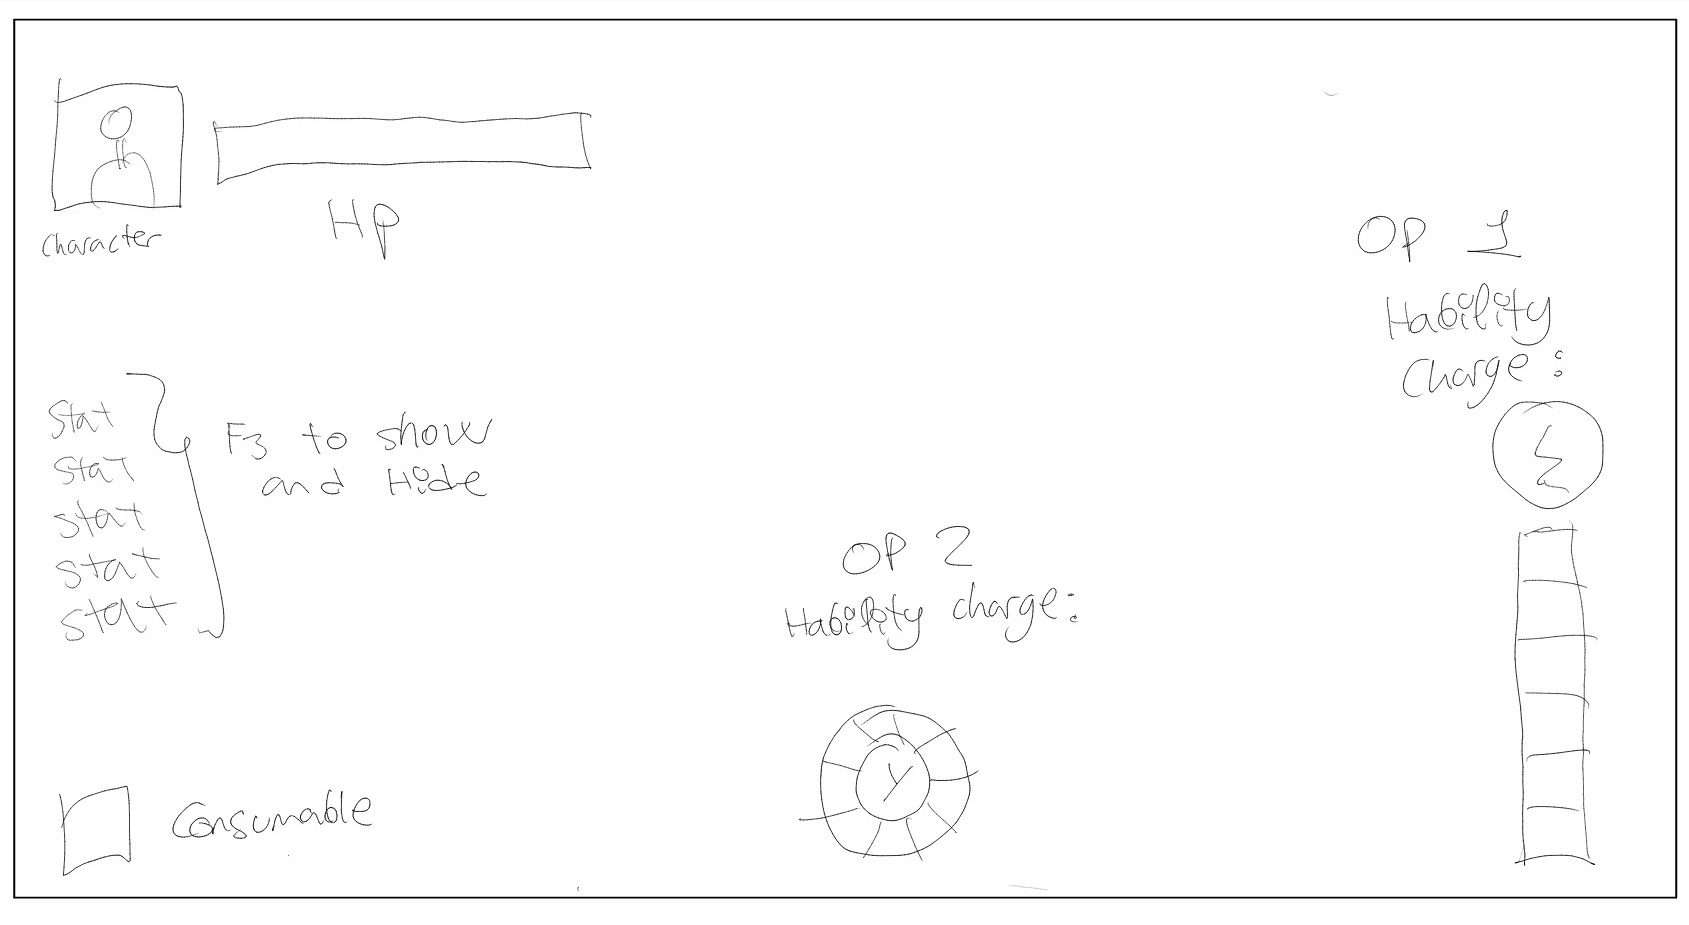 Character
Hp
OP 1
Hability
Charge:
Stat
Stat
Stat
Stat
Stat
F3 to show
and Hide
OP 2
Hability charge:
Y
Consumable